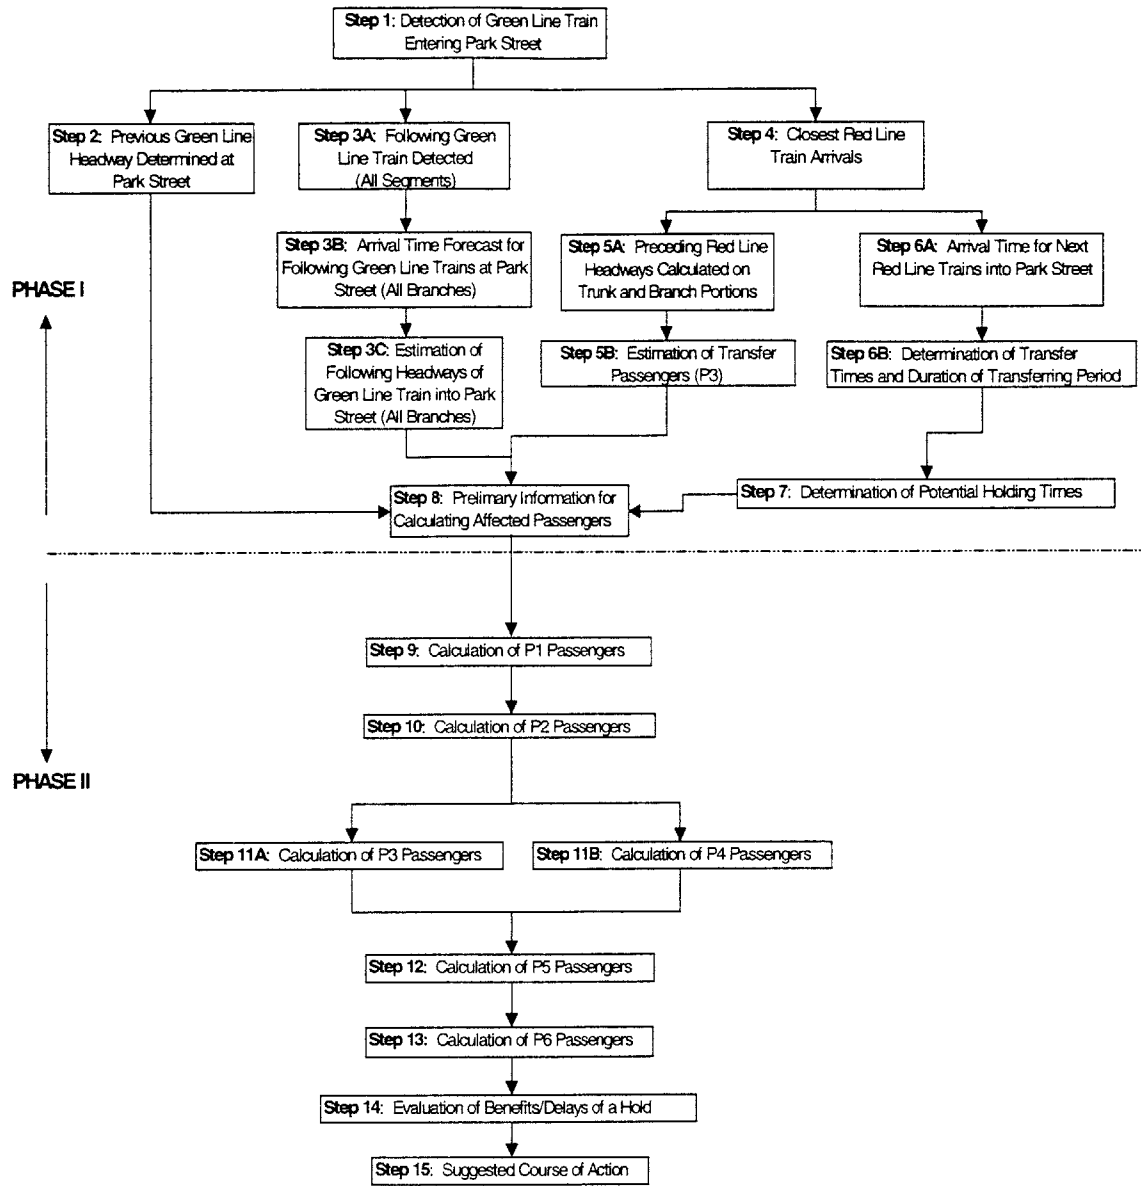 Step 1: Detection of Green Line Train
Entering Park Street
Step 2: Previous Green Line
Headway Determined at
Park Street
Step 3A: Following Green
Line Train Detected
(All Segments)
Step 4: Closest Red Line
Train Arrivals
Step 3B: Arrival Time Forecast for
Following Green Line Trains at Park
Street (All Branches)
Step 5A: Preceding Red Line
Headways Calculated on
Trunk and Branch Portions
Step 6A: Arrival Time for Next
Red Line Trains into Park Street
PHASE I
Step 3C: Estimation of
Following Headways of
Green Line Train into Park
Street (All Branches)
Step 5B: Estimation of Transfer
Passengers (P3)
Step 6B: Determination of Transfer
Times and Duration of Transferring Period
Step 8: Prelimary Information for
Calculating Affected Passengers
Step 7: Determination of Potential Holding Times
Step 9: Calculation of P1 Passengers
Step 10: Calculation of P2 Passengers
PHASE II
Step 11A: Calculation of P3 Passengers
Step 11B: Calculation of P4 Passengers
Step 12: Calculation of P5 Passengers
Step 13: Calculation of P6 Passengers
Step 14: Evaluation of Benefits/Delays of a Hold
Step 15: Suggested Course of Action